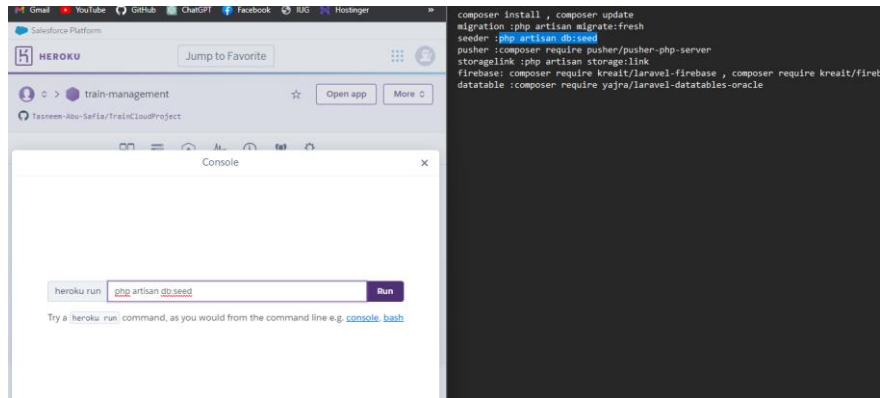 Gmail YouTube GitHub ChatGPT Facebook IUG Hostinger »
Salesforce Platform
HEROKU Jump to Favorite
train-management Open app More
Tasneem-Abu-Safia/TrainCloudProject
Console ×
heroku run php artisan db:seed Run
Try a heroku run command, as you would from the command line e.g. console, bash
composer install , composer update
migration :php artisan migrate:fresh
seeder :php artisan db:seed
pusher :composer require pusher/pusher-php-server
storagelink :php artisan storage:link
firebase: composer require kreait/laravel-firebase , composer require kreait/fireb
datatable :composer require yajra/laravel-datatables-oracle